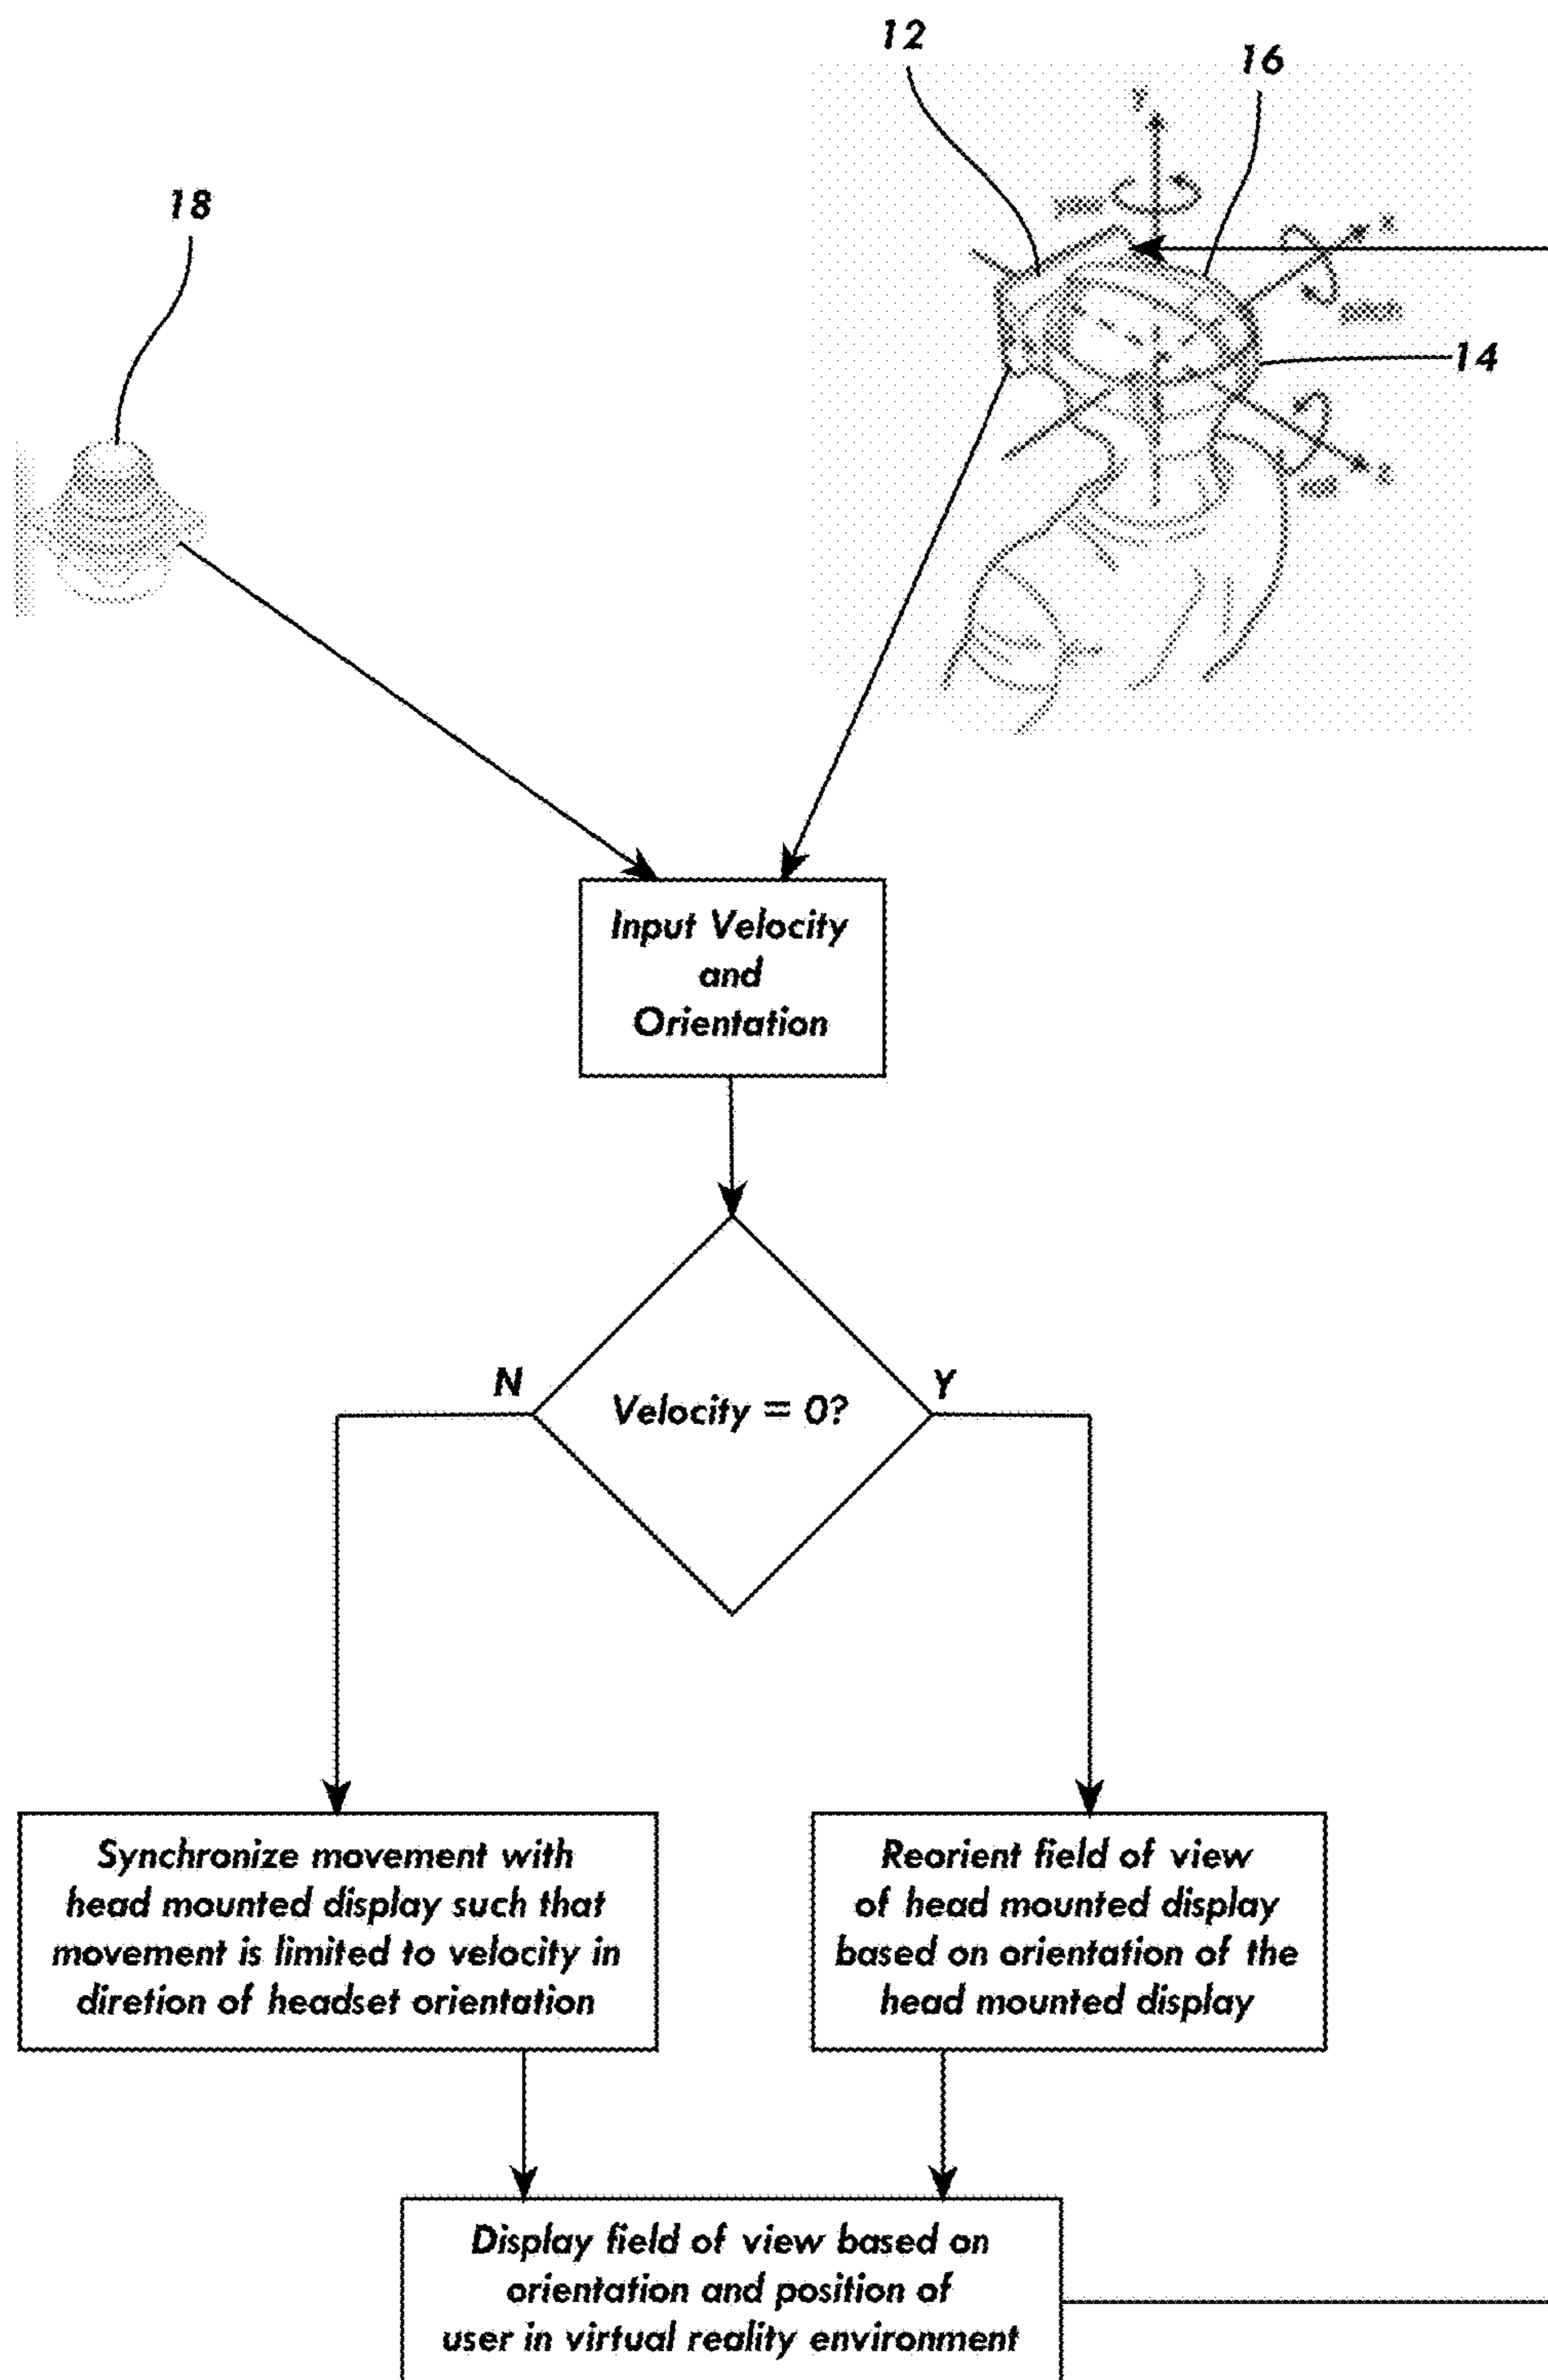 12
16
18
Y
14
Input Velocity
and
Orientation
N
Y
Velocity = 0?
Synchronize movement with
head mounted display such that
movement is limited to velocity in
diretion of headset orientation
Reorient field of view
of head mounted display
based on orientation of the
head mounted display
Display field of view based on
orientation and position of
user in virtual reality environment